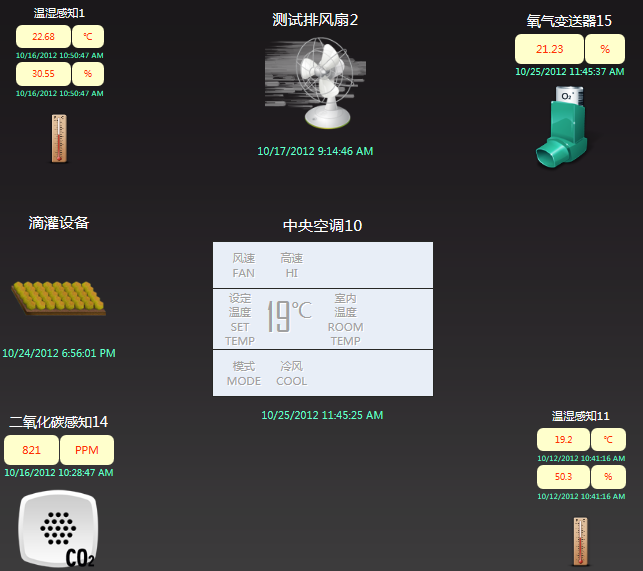 温湿感知1
22.68 ℃
10/16/2012 10:50:47 AM
30.55 %
10/16/2012 10:50:47 AM
测试排风扇2
10/17/2012 9:14:46 AM
氧气变送器15
21.23 %
10/25/2012 11:45:37 AM
O₂
滴灌设备
10/24/2012 6:56:01 PM
中央空调10
风速 高速
FAN HI
设定 室内
温度 19℃ 温度
SET ROOM
TEMP TEMP
模式 冷风
MODE COOL
10/25/2012 11:45:25 AM
二氧化碳感知14
821 PPM
10/16/2012 10:28:47 AM
CO₂
温湿感知11
19.2 ℃
10/12/2012 10:41:16 AM
50.3 %
10/12/2012 10:41:16 AM